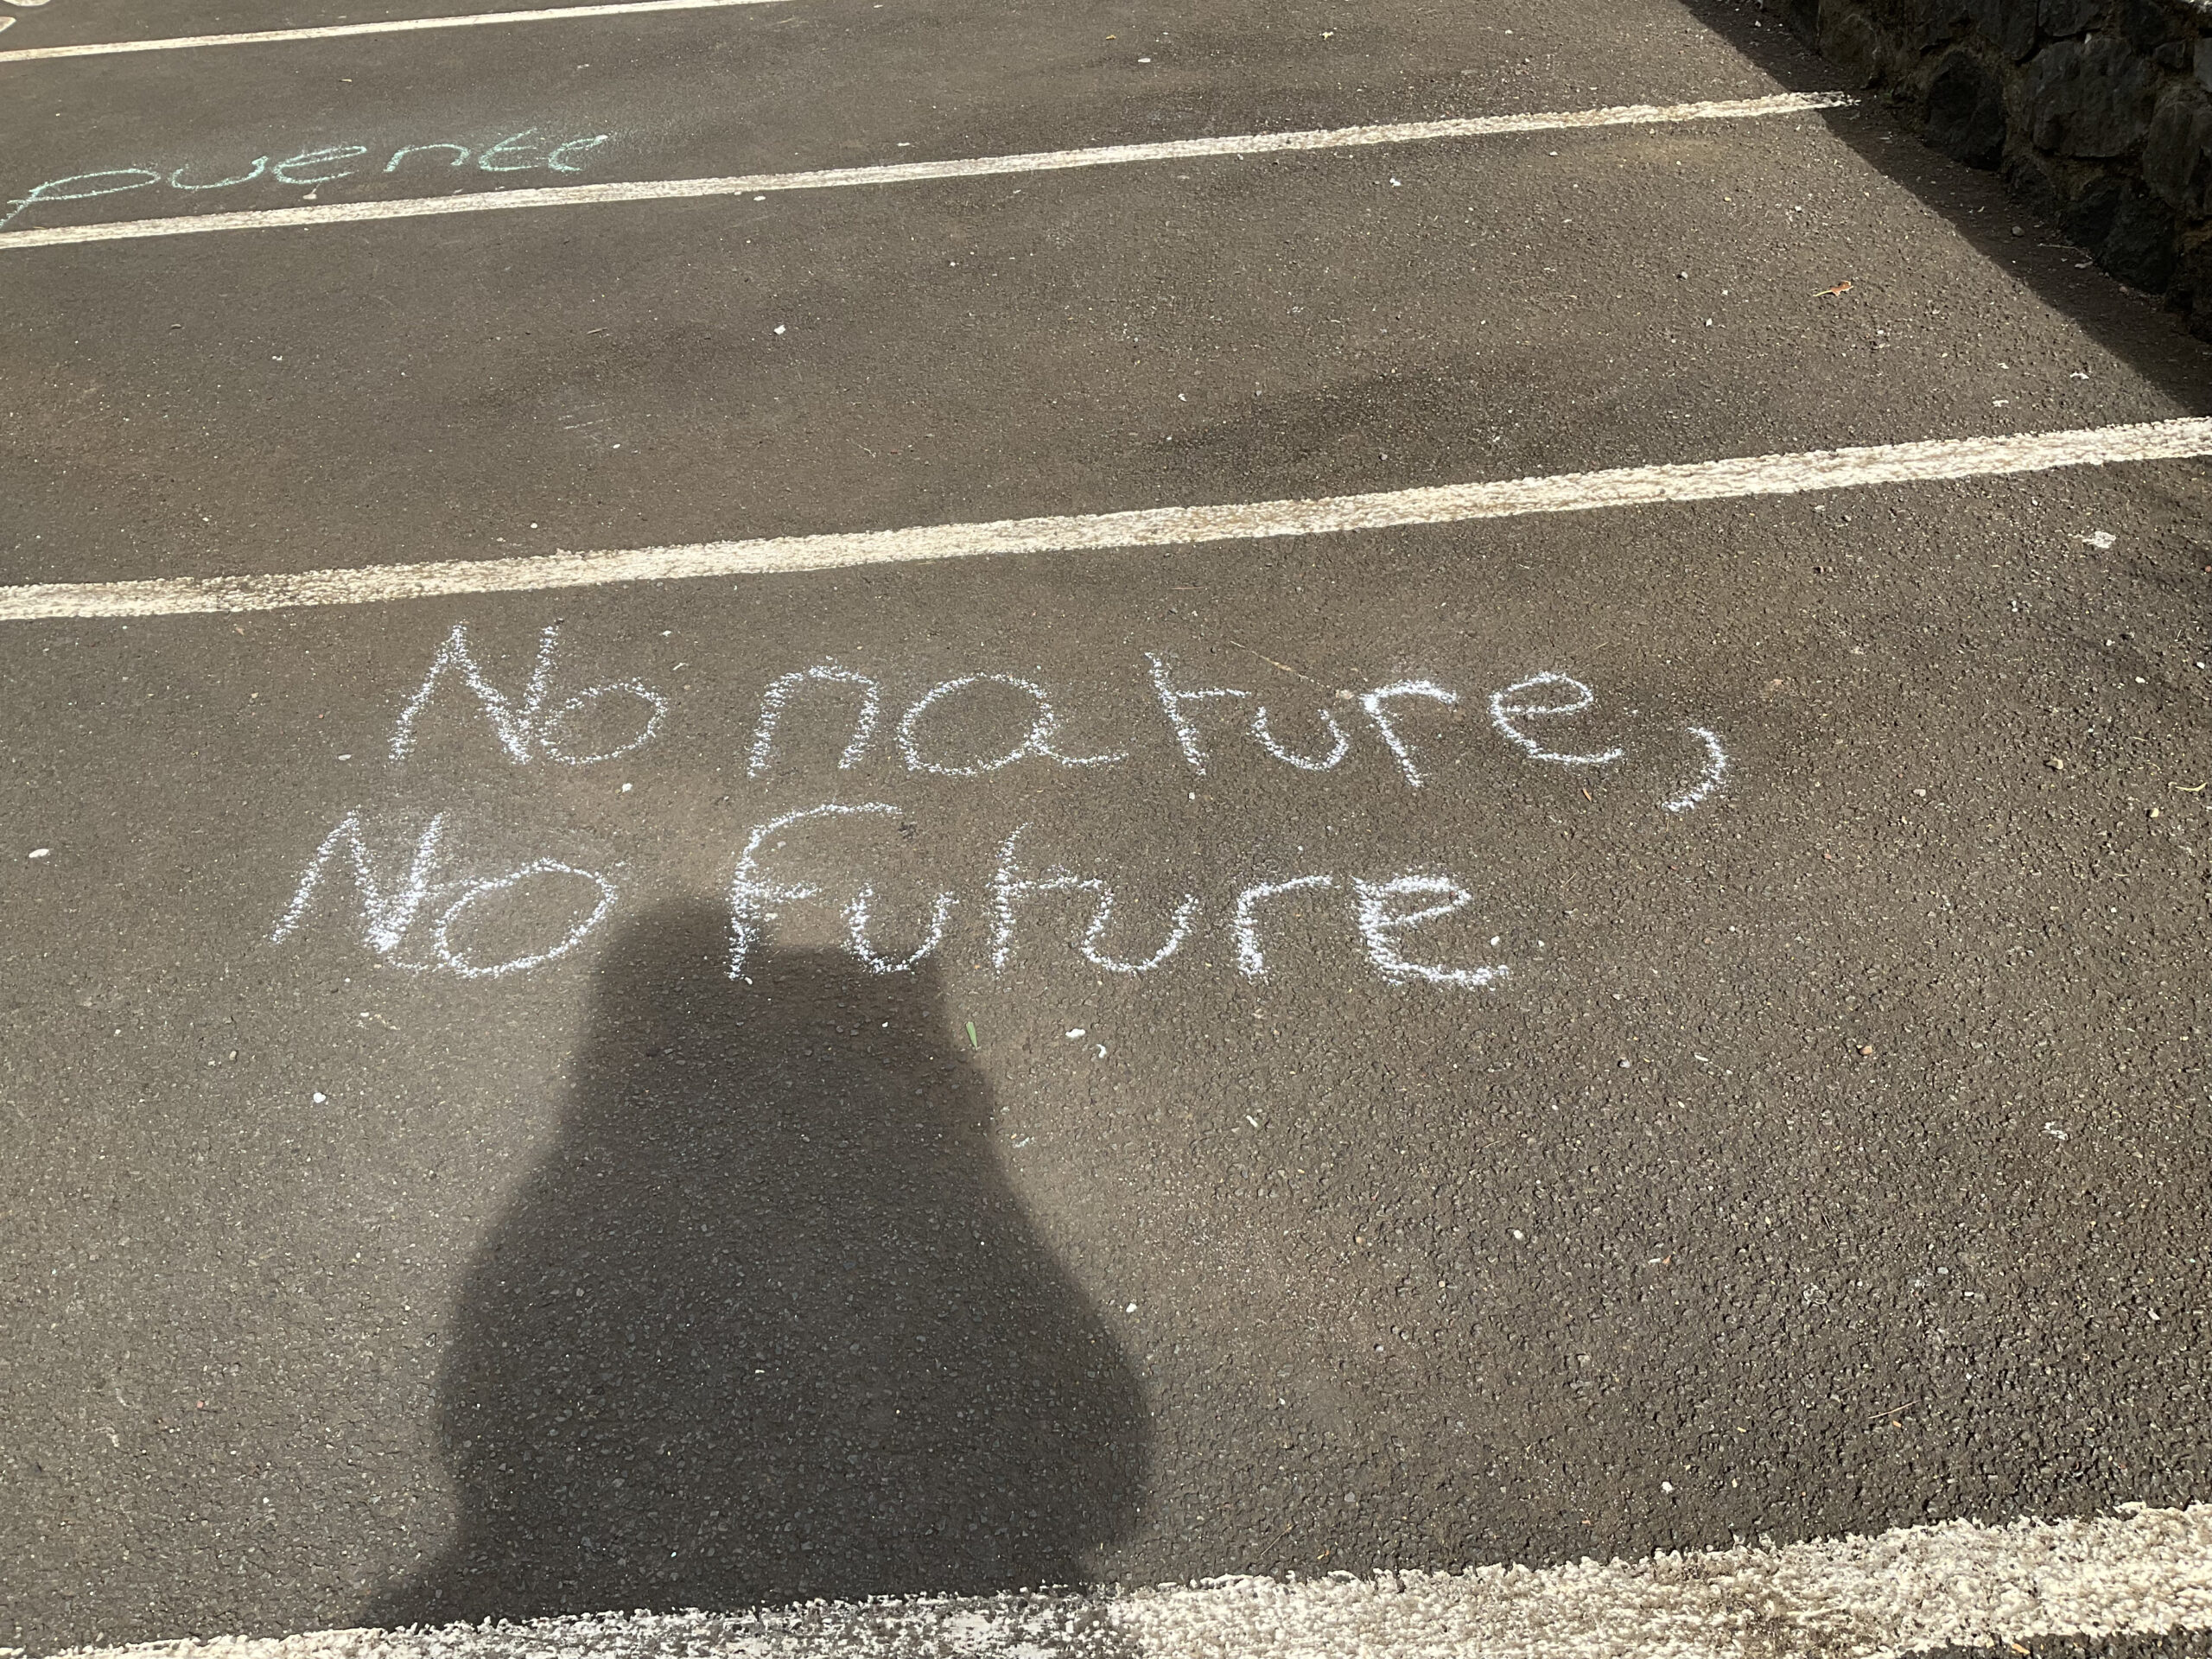 puente
No nature,
No Future